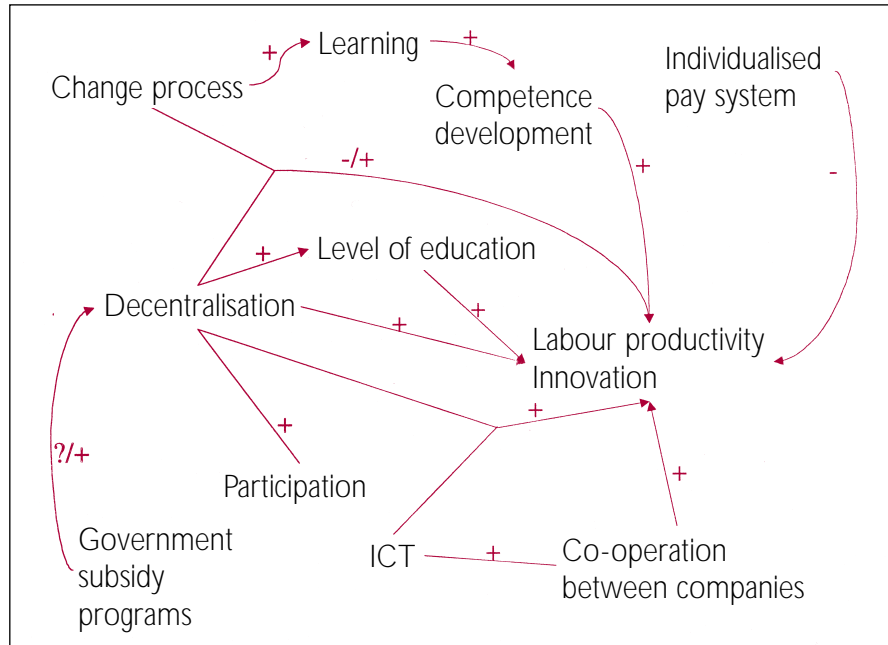 +
Learning
+
Individualised
pay system
Change process
Competence
development
-/+
+
-
+
Level of education
Decentralisation
+
+
Labour productivity
Innovation
+
+
?/+
Participation
+
Government
subsidy
programs
ICT
+
Co-operation
between companies